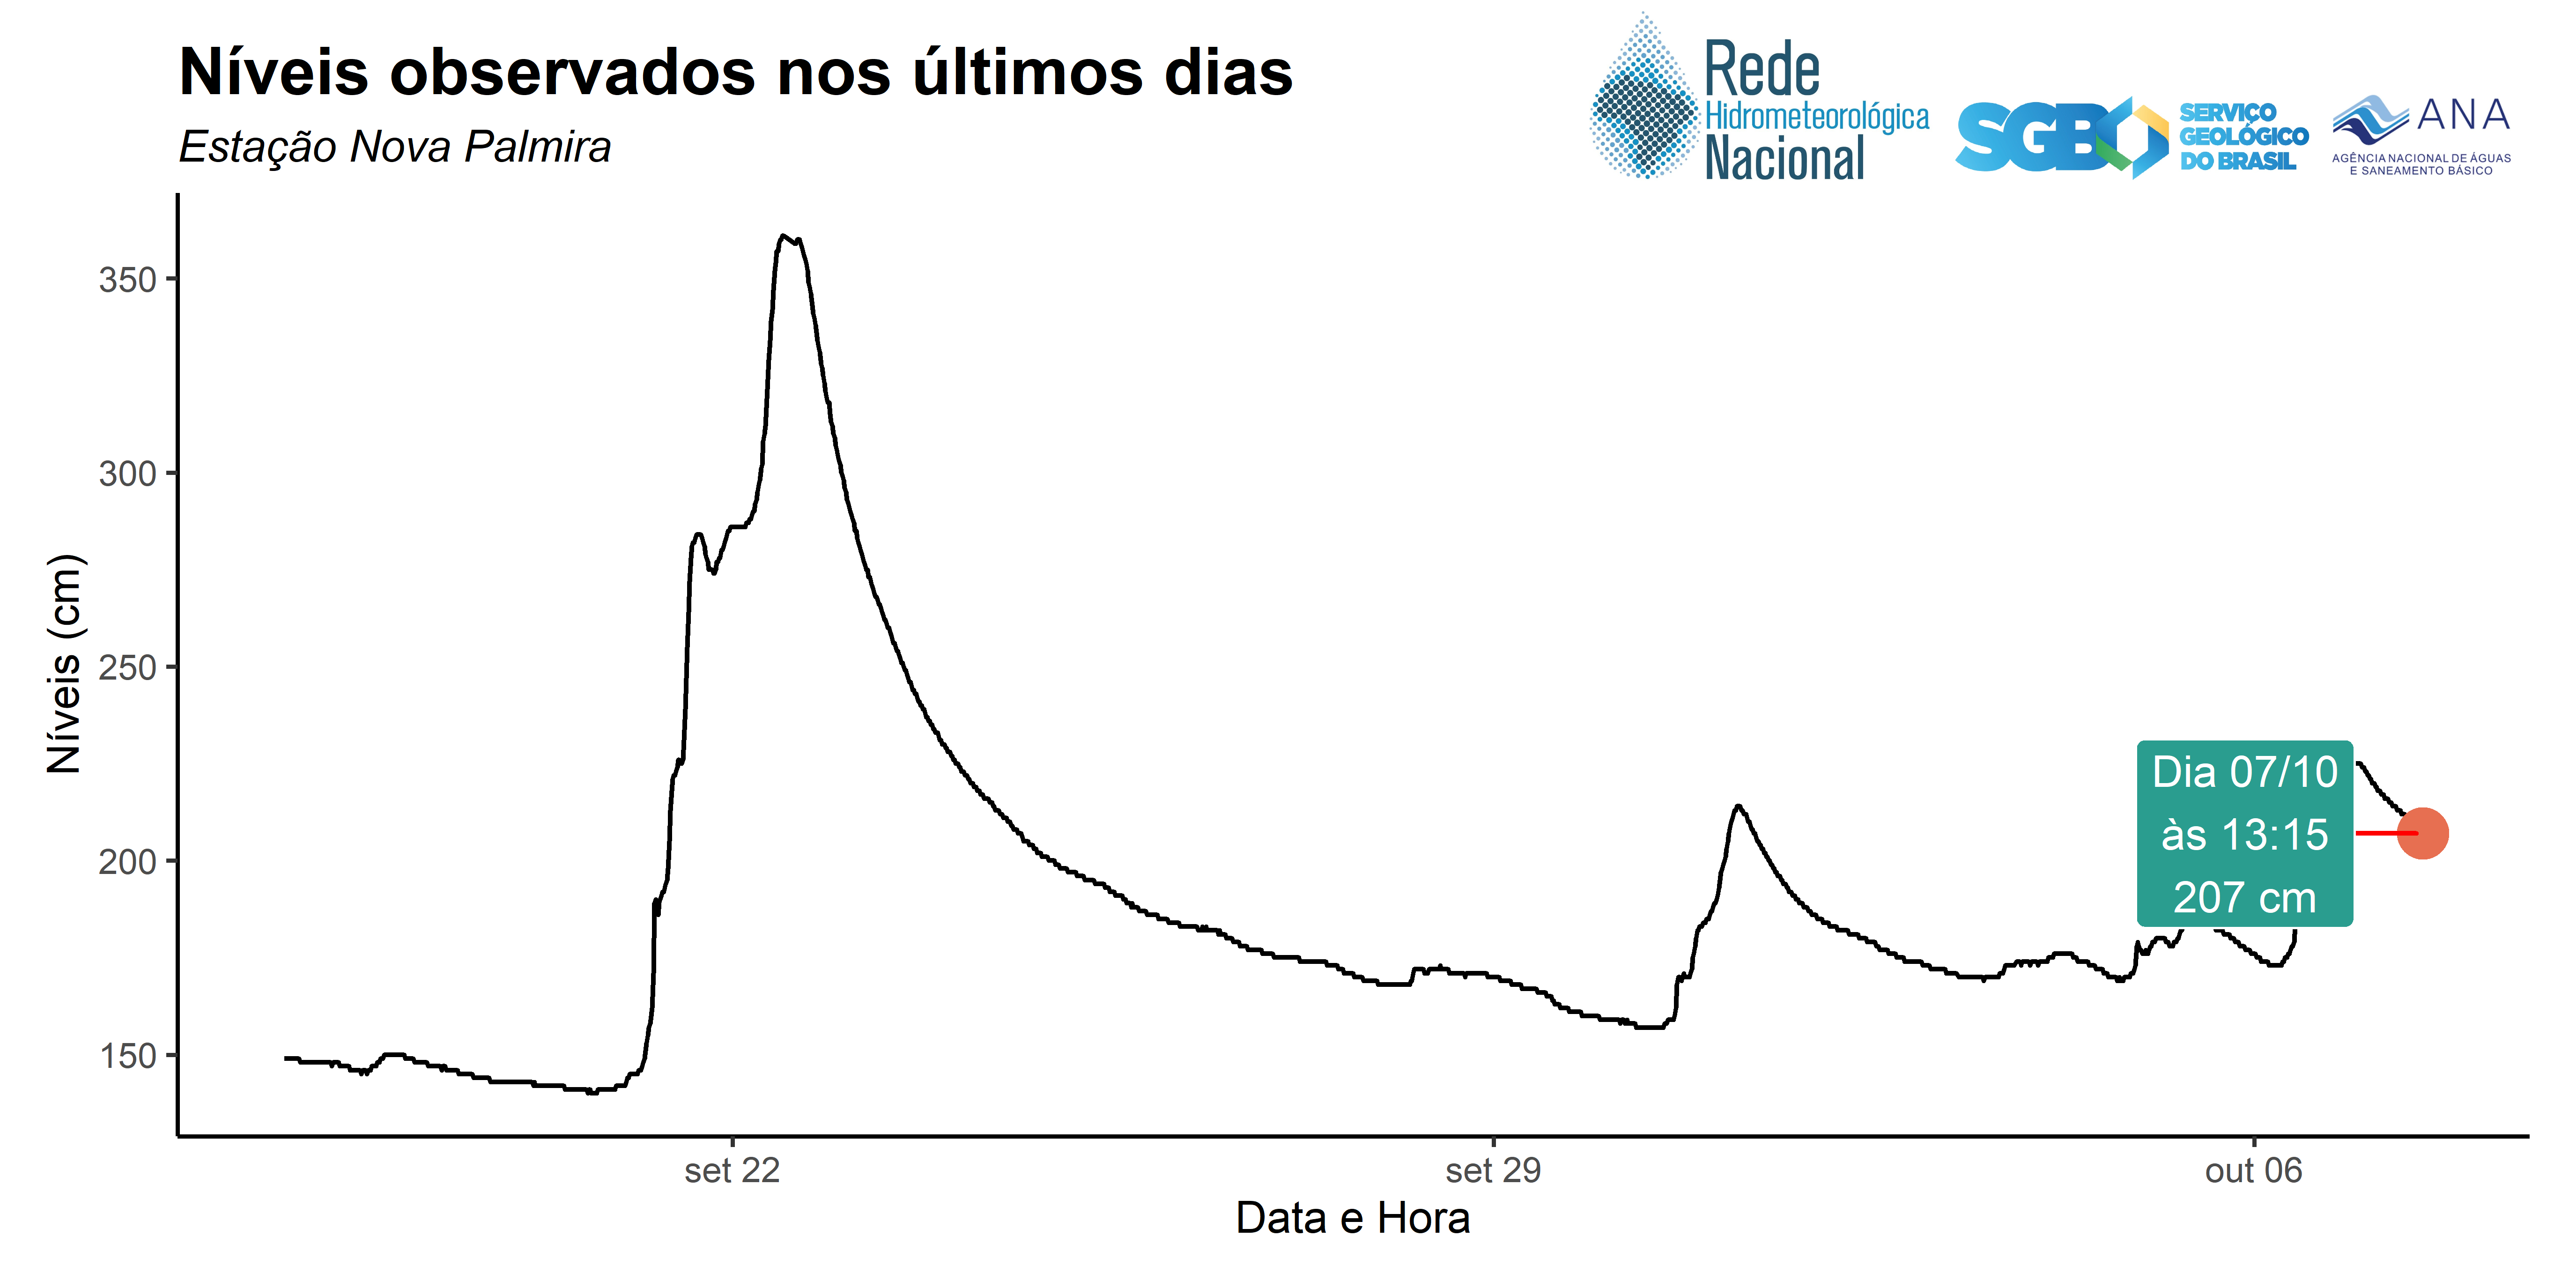 Níveis observados nos últimos dias
Estação Nova Palmira
Rede
Hidrometeorológica
Nacional
SGB
SERVIÇO
GEOLÓGICO
DO BRASIL
ANA
AGÊNCIA NACIONAL DE ÁGUAS
E SANEAMENTO BÁSICO
Níveis (cm)
350
300
250
200
150
Dia 07/10
às 13:15
207 cm
set 22
set 29
out 06
Data e Hora